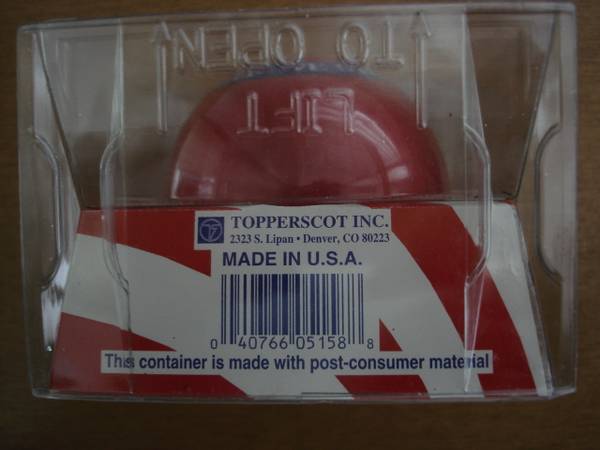 LIFT
TO OPEN
TOPPERSCOT INC.
2323 S. Lipan • Denver, CO 80223
MADE IN U.S.A.
0 40766 05158 8
This container is made with post-consumer material